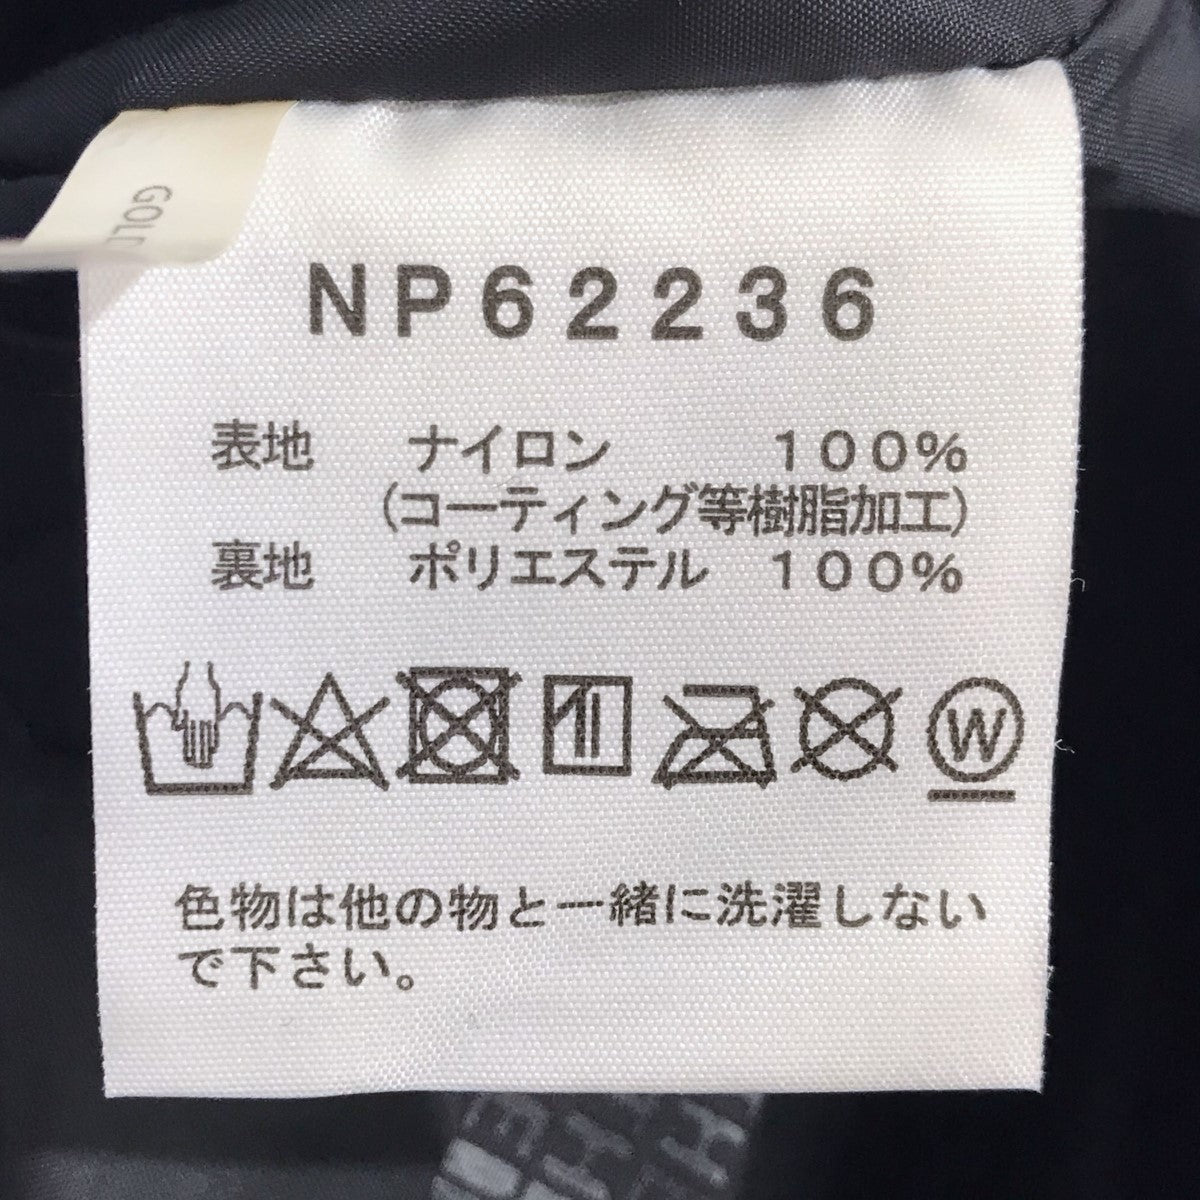 GOLD
NP62236
表地 ナイロン 100%
(コーティング等樹脂加工)
裏地 ポリエステル 100%
W
色物は他の物と一緒に洗濯しない
で下さい。